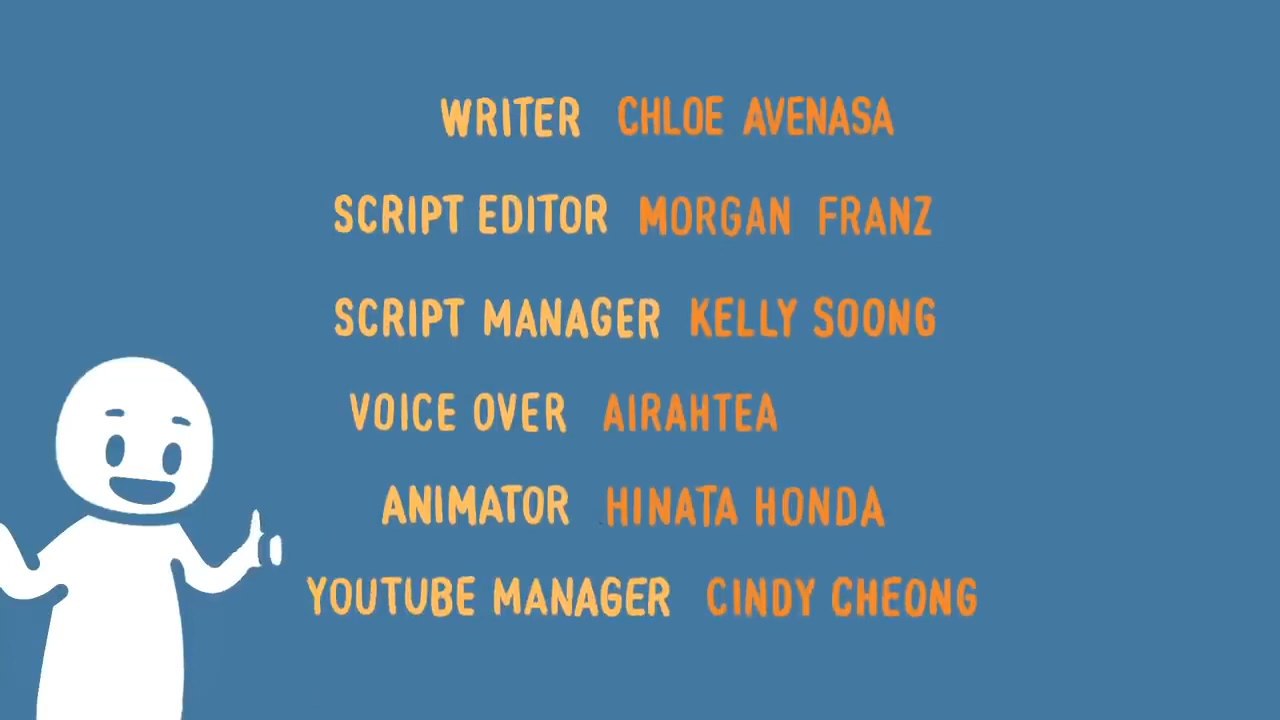 WRITER CHLOE AVENASA
SCRIPT EDITOR MORGAN FRANZ
SCRIPT MANAGER KELLY SOONG
VOICE OVER AIRAHTEA
ANIMATOR HINATA HONDA
YOUTUBE MANAGER CINDY CHEONG